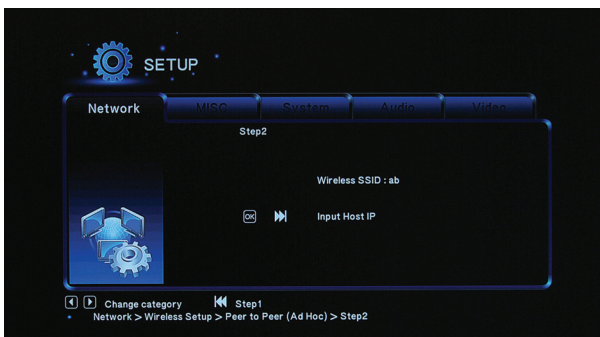 SETUP
Network MISC System Audio Video
Step2
Wireless SSID : ab
OK Input Host IP
Change category Step1
Network > Wireless Setup > Peer to Peer (Ad Hoc) > Step2